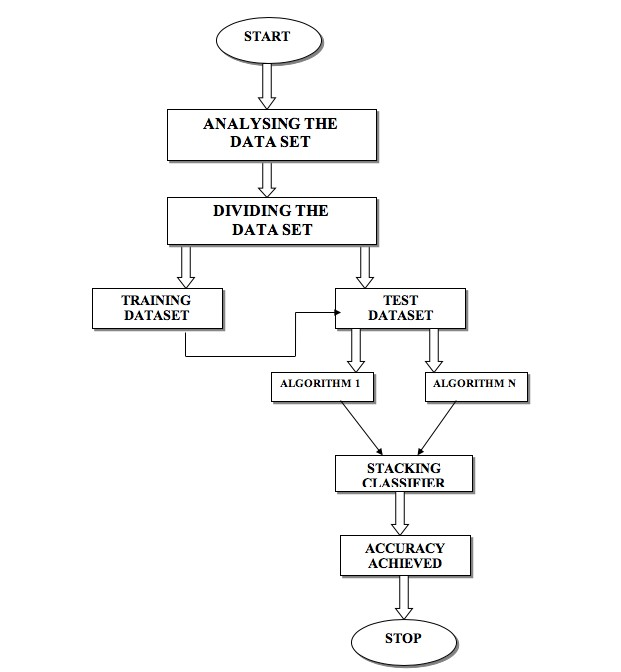 START
ANALYSING THE
DATA SET
DIVIDING THE
DATA SET
TRAINING
DATASET
TEST
DATASET
ALGORITHM 1
ALGORITHM N
STACKING
CLASSIFIER
ACCURACY
ACHIEVED
STOP